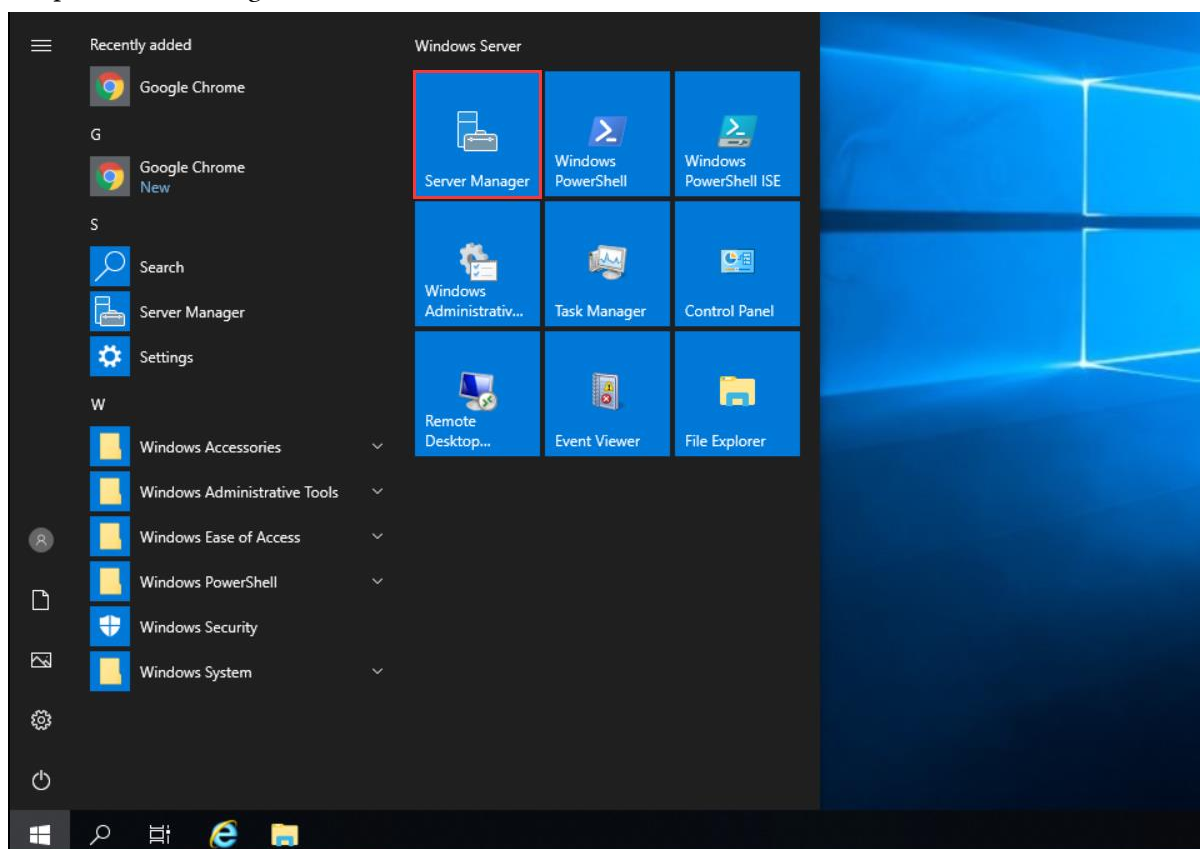 Recently added
Google Chrome
G
Google Chrome
New
S
Search
Server Manager
Settings
W
Windows Accessories
Windows Administrative Tools
Windows Ease of Access
Windows PowerShell
Windows Security
Windows System
Windows Server
Server Manager
Windows
PowerShell
Windows
PowerShell ISE
Windows
Administrativ...
Task Manager
Control Panel
Remote
Desktop...
Event Viewer
File Explorer